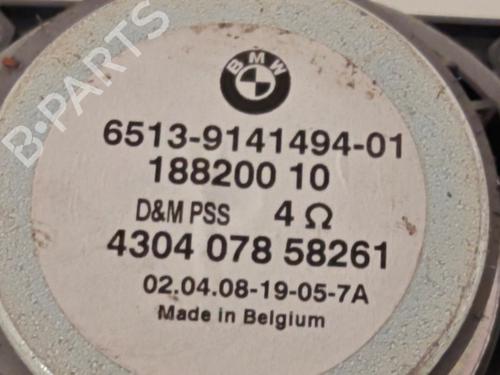 B-PARTS
BMW
6513-9141494-01
188200 10
D&M PSS 4 Ω
4304 078 58261
02.04.08-19-05-7A
Made in Belgium